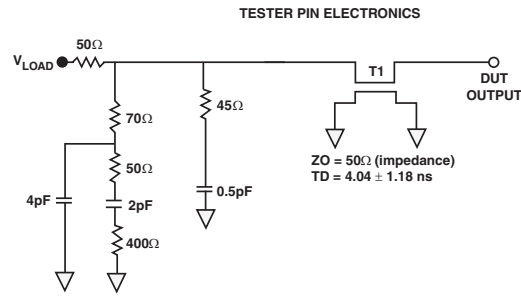 TESTER PIN ELECTRONICS
50Ω
VLOAD
T1
DUT
OUTPUT
70Ω
45Ω
50Ω
4pF
2pF
0.5pF
400Ω
ZO = 50Ω (impedance)
TD = 4.04 ± 1.18 ns